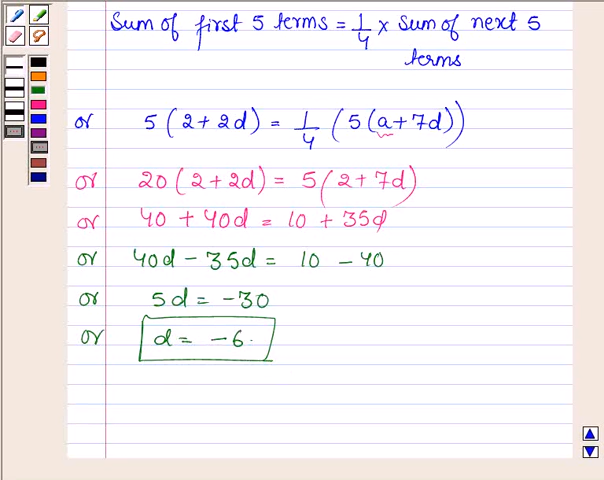 Sum of first 5 terms = 1/4 × Sum of next 5
terms
or 5(2+2d) = 1/4 (5(a+7d))
or 20(2+2d) = 5(2+7d)
or 40 + 40d = 10 + 35d
or 40d - 35d = 10 - 40
or 5d = -30
or d = -6.